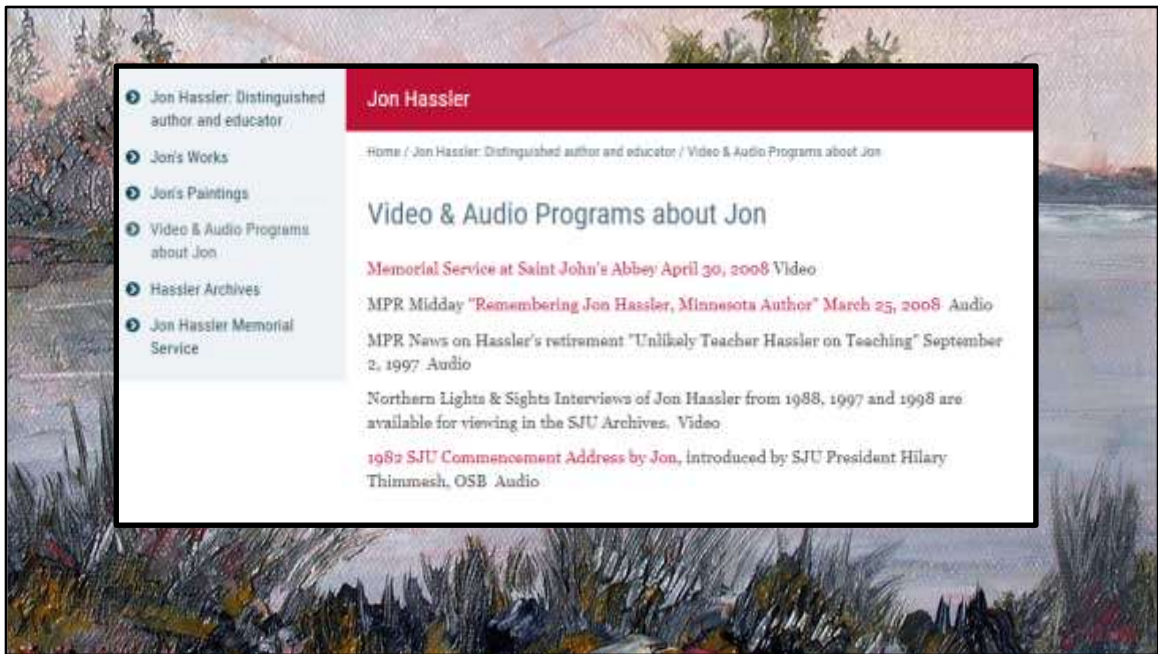 Jon Hassler: Distinguished
author and educator
Jon's Works
Jon's Paintings
Video & Audio Programs
about Jon
Hassler Archives
Jon Hassler Memorial
Service
Jon Hassler
Home / Jon Hassler: Distinguished author and educator / Video & Audio Programs about Jon
Video & Audio Programs about Jon
Memorial Service at Saint John's Abbey April 30, 2008 Video
MPR Midday "Remembering Jon Hassler, Minnesota Author" March 25, 2008 Audio
MPR News on Hassler's retirement "Unlikely Teacher Hassler on Teaching" September
2, 1997 Audio
Northern Lights & Sights Interviews of Jon Hassler from 1988, 1997 and 1998 are
available for viewing in the SJU Archives. Video
1982 SJU Commencement Address by Jon, introduced by SJU President Hilary
Thimmesh, OSB Audio